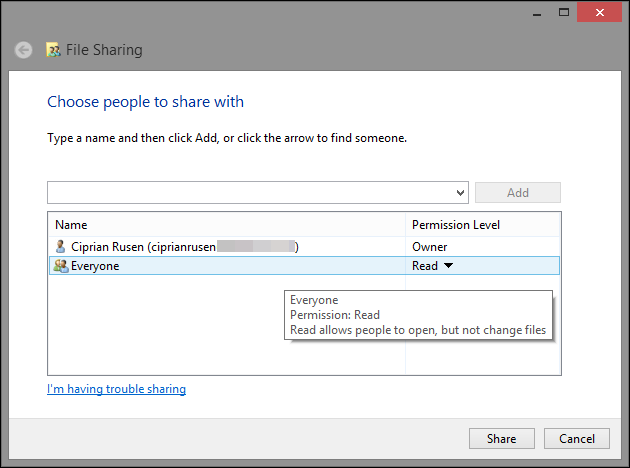 File Sharing
Choose people to share with
Type a name and then click Add, or click the arrow to find someone.
Add
Name Permission Level
Ciprian Rusen (ciprianrusen ) Owner
Everyone Read
Everyone
Permission: Read
Read allows people to open, but not change files
I'm having trouble sharing
Share Cancel